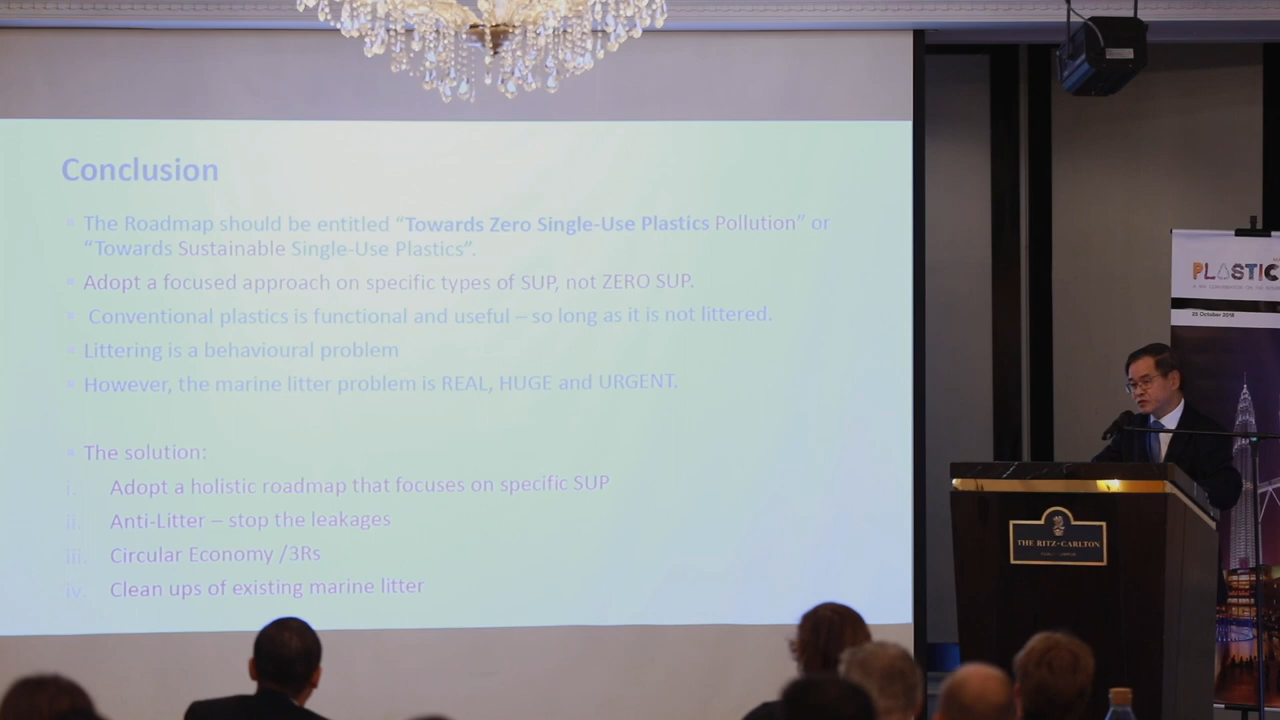 Conclusion
The Roadmap should be entitled “Towards Zero Single-Use Plastics Pollution” or
“Towards Sustainable Single-Use Plastics”.
Adopt a focused approach on specific types of SUP, not ZERO SUP.
Conventional plastics is functional and useful – so long as it is not littered.
Littering is a behavioural problem
However, the marine litter problem is REAL, HUGE and URGENT.
The solution:
i. Adopt a holistic roadmap that focuses on specific SUP
ii. Anti-Litter – stop the leakages
iii. Circular Economy /3Rs
iv. Clean ups of existing marine litter
PLASTIC
25 October 2018
THE RITZ-CARLTON